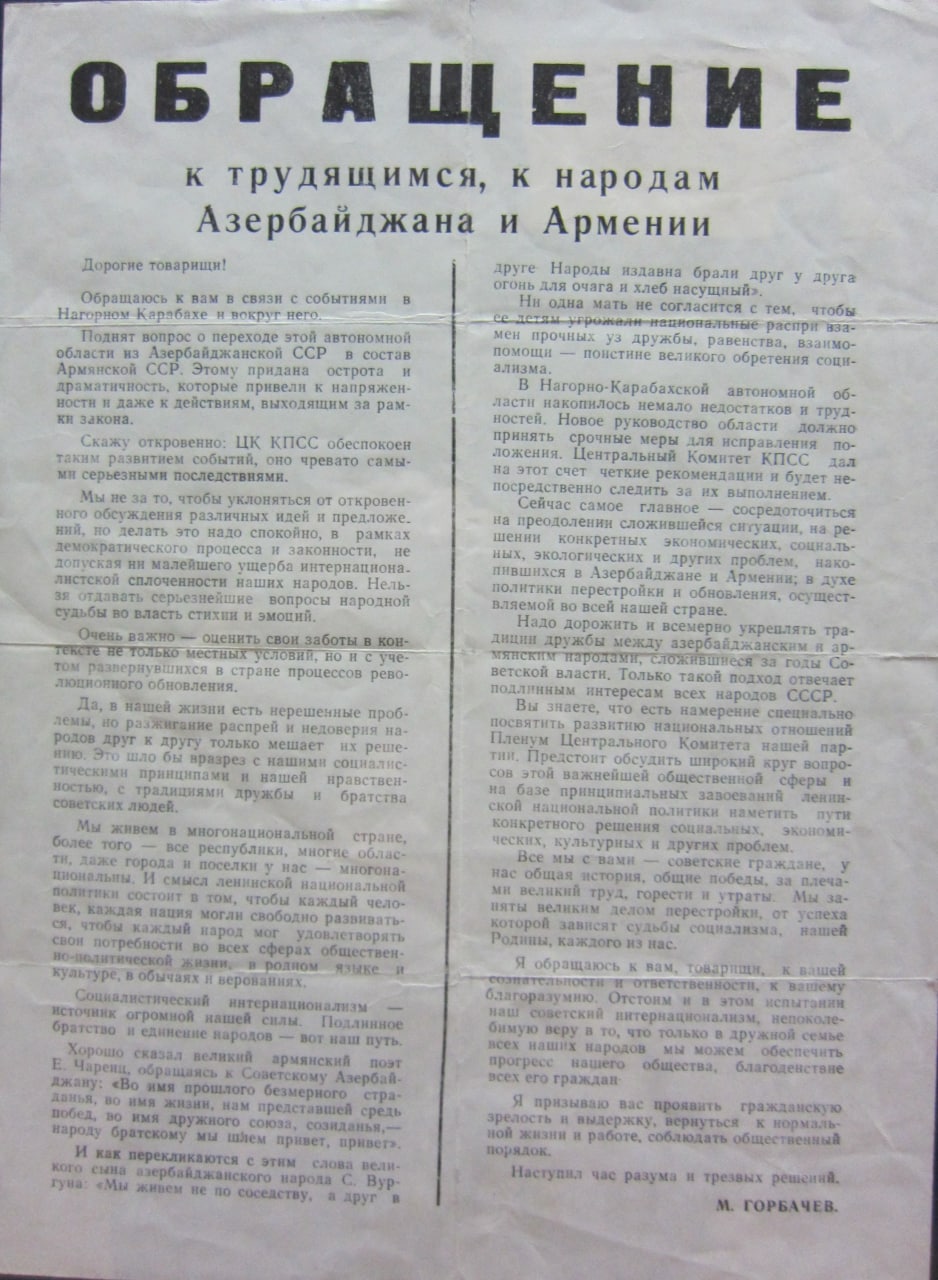 ОБРАЩЕНИЕ
к трудящимся, к народам
Азербайджана и Армении
Дорогие товарищи!
Обращаюсь к вам в связи с событиями в
Нагорном Карабахе и вокруг него.
Поднят вопрос о переходе этой автономной
области из Азербайджанской ССР в состав
Армянской ССР. Этому придана острота и
драматичность, которые привели к напряжен-
ности и даже к действиям, выходящим за рам-
ки закона.
Скажу откровенно: ЦК КПСС обеспокоен
таким развитием событий, оно чревато самы-
ми серьезными последствиями.
Мы не за то, чтобы уклоняться от откровен-
ного обсуждения различных идей и предложе-
ний, но делать это надо спокойно, в рамках
демократического процесса и законности, не
допуская ни малейшего ущерба интернациона-
листской сплоченности наших народов. Нель-
зя отдавать серьезнейшие вопросы народной
судьбы во власть стихии и эмоций.
Очень важно — оценить свои заботы в кон-
тексте не только местных условий, но и с уче-
том развернувшихся в стране процессов рево-
люционного обновления.
Да, в нашей жизни есть нерешенные проб-
лемы, но разжигание распрей и недоверия на-
родов друг к другу только мешает их реше-
нию. Это шло бы вразрез с нашими социалис-
тическими принципами и нашей нравствен-
ностью, с традициями дружбы и братства
советских людей.
Мы живем в многонациональной стране,
более того — все республики, многие облас-
ти, даже города и поселки у нас — многона-
циональны. И смысл ленинской национальной
политики состоит в том, чтобы каждый чело-
век, каждая нация могли свободно развивать-
ся, чтобы каждый народ мог удовлетворять
свои потребности во всех сферах обществен-
но-политической жизни, в родном языке и
культуре, в обычаях и верованиях.
Социалистический интернационализм —
источник огромной нашей силы. Подлинное
братство и единение народов — вот наш путь.
Хорошо сказал великий армянский поэт
Е. Чаренц, обращаясь к Советскому Азербай-
джану: «Во имя прошлого безмерного стра-
данья, во имя жизни, нам представшей средь
побед, во имя дружного союза, созиданья,—
народу братскому мы шлем привет, привет».
И как перекликаются с этим слова вели-
кого сына азербайджанского народа С. Вур-
гуна: «Мы живем не по соседству, а друг в
друге Народы издавна брали друг у друга
огонь для очага и хлеб насущный».
Ни одна мать не согласится с тем, чтобы
ее детям угрожали национальные распри вза-
мен прочных уз дружбы, равенства, взаимо-
помощи — поистине великого обретения соци-
ализма.
В Нагорно-Карабахской автономной об-
ласти накопилось немало недостатков и труд-
ностей. Новое руководство области должно
принять срочные меры для исправления по-
ложения. Центральный Комитет КПСС дал
на этот счет четкие рекомендации и будет не-
посредственно следить за их выполнением.
Сейчас самое главное — сосредоточиться
на преодолении сложившейся ситуации, на ре-
шении конкретных экономических, социаль-
ных, экологических и других проблем, нако-
пившихся в Азербайджане и Армении; в духе
политики перестройки и обновления, осущест-
вляемой во всей нашей стране.
Надо дорожить и всемерно укреплять тра-
диции дружбы между азербайджанским и ар-
мянским народами, сложившиеся за годы Со-
ветской власти. Только такой подход отвечает
подлинным интересам всех народов СССР.
Вы знаете, что есть намерение специально
посвятить развитию национальных отношений
Пленум Центрального Комитета нашей пар-
тии. Предстоит обсудить широкий круг вопро-
сов этой важнейшей общественной сферы и
на базе принципиальных завоеваний ленин-
ской национальной политики наметить пути
конкретного решения социальных, экономи-
ческих, культурных и других проблем.
Все мы с вами — советские граждане, у
нас общая история, общие победы, за плеча-
ми великий труд, горести и утраты. Мы за-
няты великим делом перестройки, от успеха
которой зависят судьбы социализма, нашей
Родины, каждого из нас.
Я обращаюсь к вам, товарищи, к вашей
сознательности и ответственности, к вашему
благоразумию. Отстоим и в этом испытании
наш советский интернационализм, непоколе-
бимую веру в то, что только в дружной семье
всех наших народов мы можем обеспечить
прогресс нашего общества, благоденствие
всех его граждан
Я призываю вас проявить гражданскую
зрелость и выдержку, вернуться к нормаль-
ной жизни и работе, соблюдать общественный
порядок.
Наступил час разума и трезвых решений.
М. ГОРБАЧЕВ.